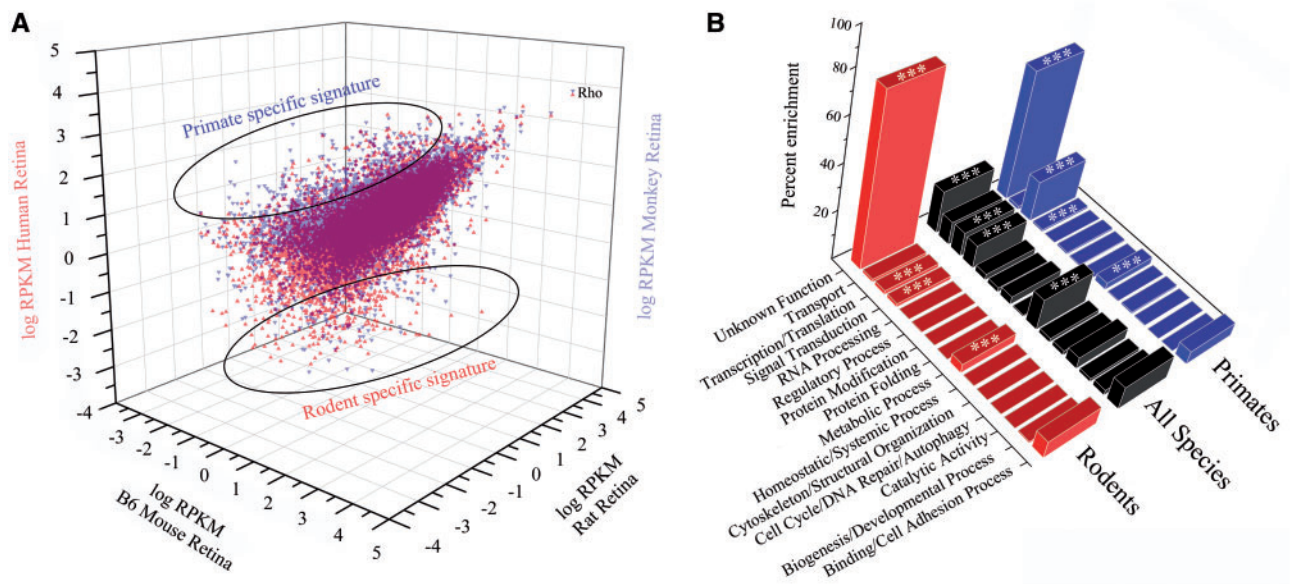 A
5
4
3
2
1
0
-1
-2
-3
-4
log RPKM Human Retina
Primate specific signature
Rho
Rodent specific signature
log RPKM Monkey Retina
-3
-2
-1
0
1
2
3
4
5
log RPKM
B6 Mouse Retina
-4
-3
-2
-1
0
1
2
3
4
5
log RPKM
Rat Retina
B
100
80
60
40
20
Percent enrichment
***
***
***
***
***
***
***
***
***
***
***
***
Unknown Function
Transport
Transcription/Translation
Signal Transduction
RNA Processing
Regulatory Process
Protein Modification
Protein Folding
Metabolic Process
Homeostatic/Systemic Process
Cytoskeleton/Structural Organization
Cell Cycle/DNA Repair/Autophagy
Catalytic Activity
Biogenesis/Developmental Process
Binding/Cell Adhesion Process
Rodents
All Species
Primates